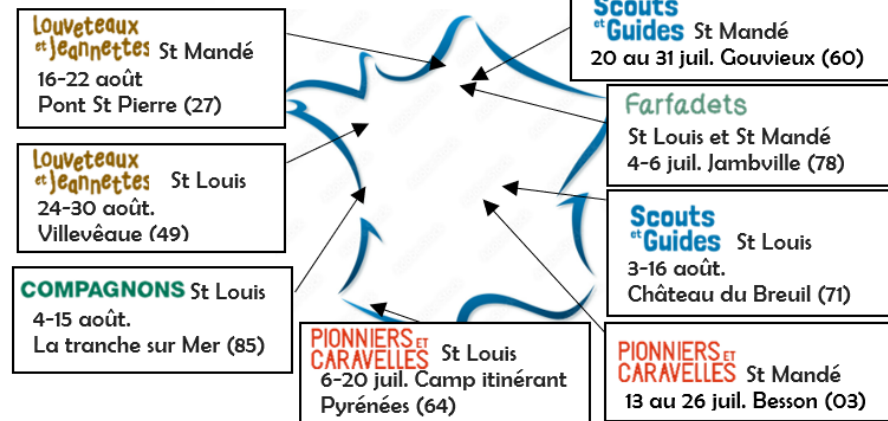 Louveteaux
et Jeannettes St Mandé
16-22 août
Pont St Pierre (27)
Scouts
et Guides St Mandé
20 au 31 juil. Gouvieux (60)
Farfadets
St Louis et St Mandé
4-6 juil. Jambville (78)
Louveteaux
et Jeannettes St Louis
24-30 août.
Villevêque (49)
Scouts
et Guides St Louis
3-16 août.
Château du Breuil (71)
COMPAGNONS St Louis
4-15 août.
La tranche sur Mer (85)
PIONNIERS ET
CARAVELLES St Louis
6-20 juil. Camp itinérant
Pyrénées (64)
PIONNIERS ET
CARAVELLES St Mandé
13 au 26 juil. Besson (03)